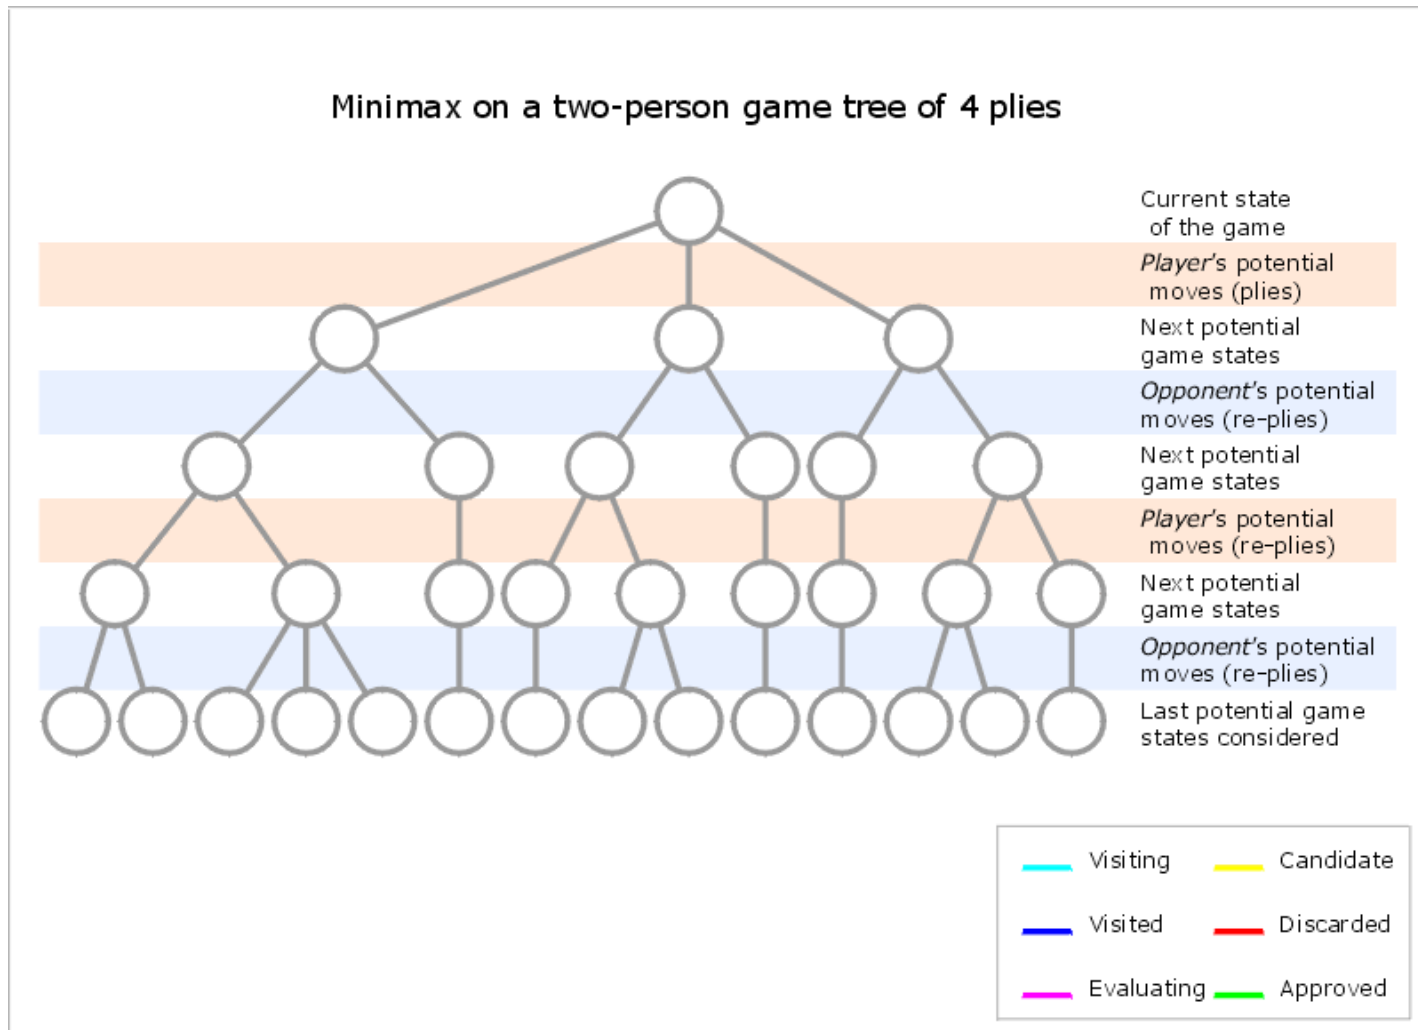 Minimax on a two-person game tree of 4 plies
Current state
of the game
Player's potential
moves (plies)
Next potential
game states
Opponent's potential
moves (re-plies)
Next potential
game states
Player's potential
moves (re-plies)
Next potential
game states
Opponent's potential
moves (re-plies)
Last potential game
states considered
Visiting
Candidate
Visited
Discarded
Evaluating
Approved